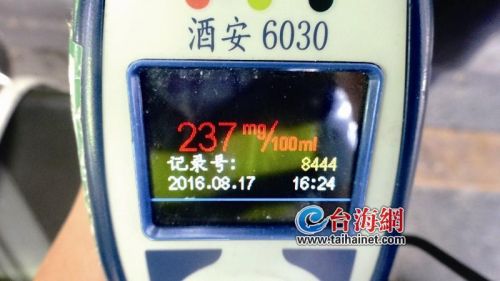 酒安 6030
237 mg/100ml
记录号: 8444
2016.08.17 16:24
台海網
www.taihainet.com